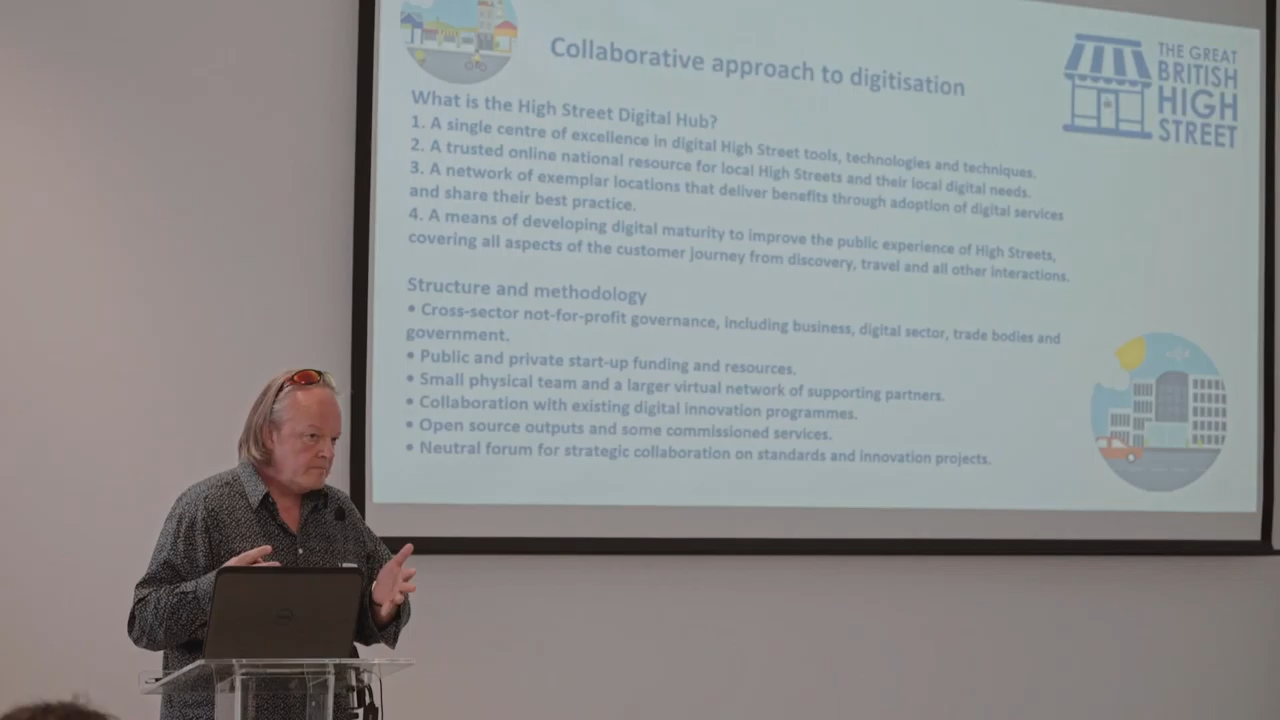 Collaborative approach to digitisation
THE GREAT
BRITISH
HIGH
STREET
What is the High Street Digital Hub?
1. A single centre of excellence in digital High Street tools, technologies and techniques.
2. A trusted online national resource for local High Streets and their local digital needs.
3. A network of exemplar locations that deliver benefits through adoption of digital services
and share their best practice.
4. A means of developing digital maturity to improve the public experience of High Streets,
covering all aspects of the customer journey from discovery, travel and all other interactions.
Structure and methodology
• Cross-sector not-for-profit governance, including business, digital sector, trade bodies and
government.
• Public and private start-up funding and resources.
• Small physical team and a larger virtual network of supporting partners.
• Collaboration with existing digital innovation programmes.
• Open source outputs and some commissioned services.
• Neutral forum for strategic collaboration on standards and innovation projects.
DELL